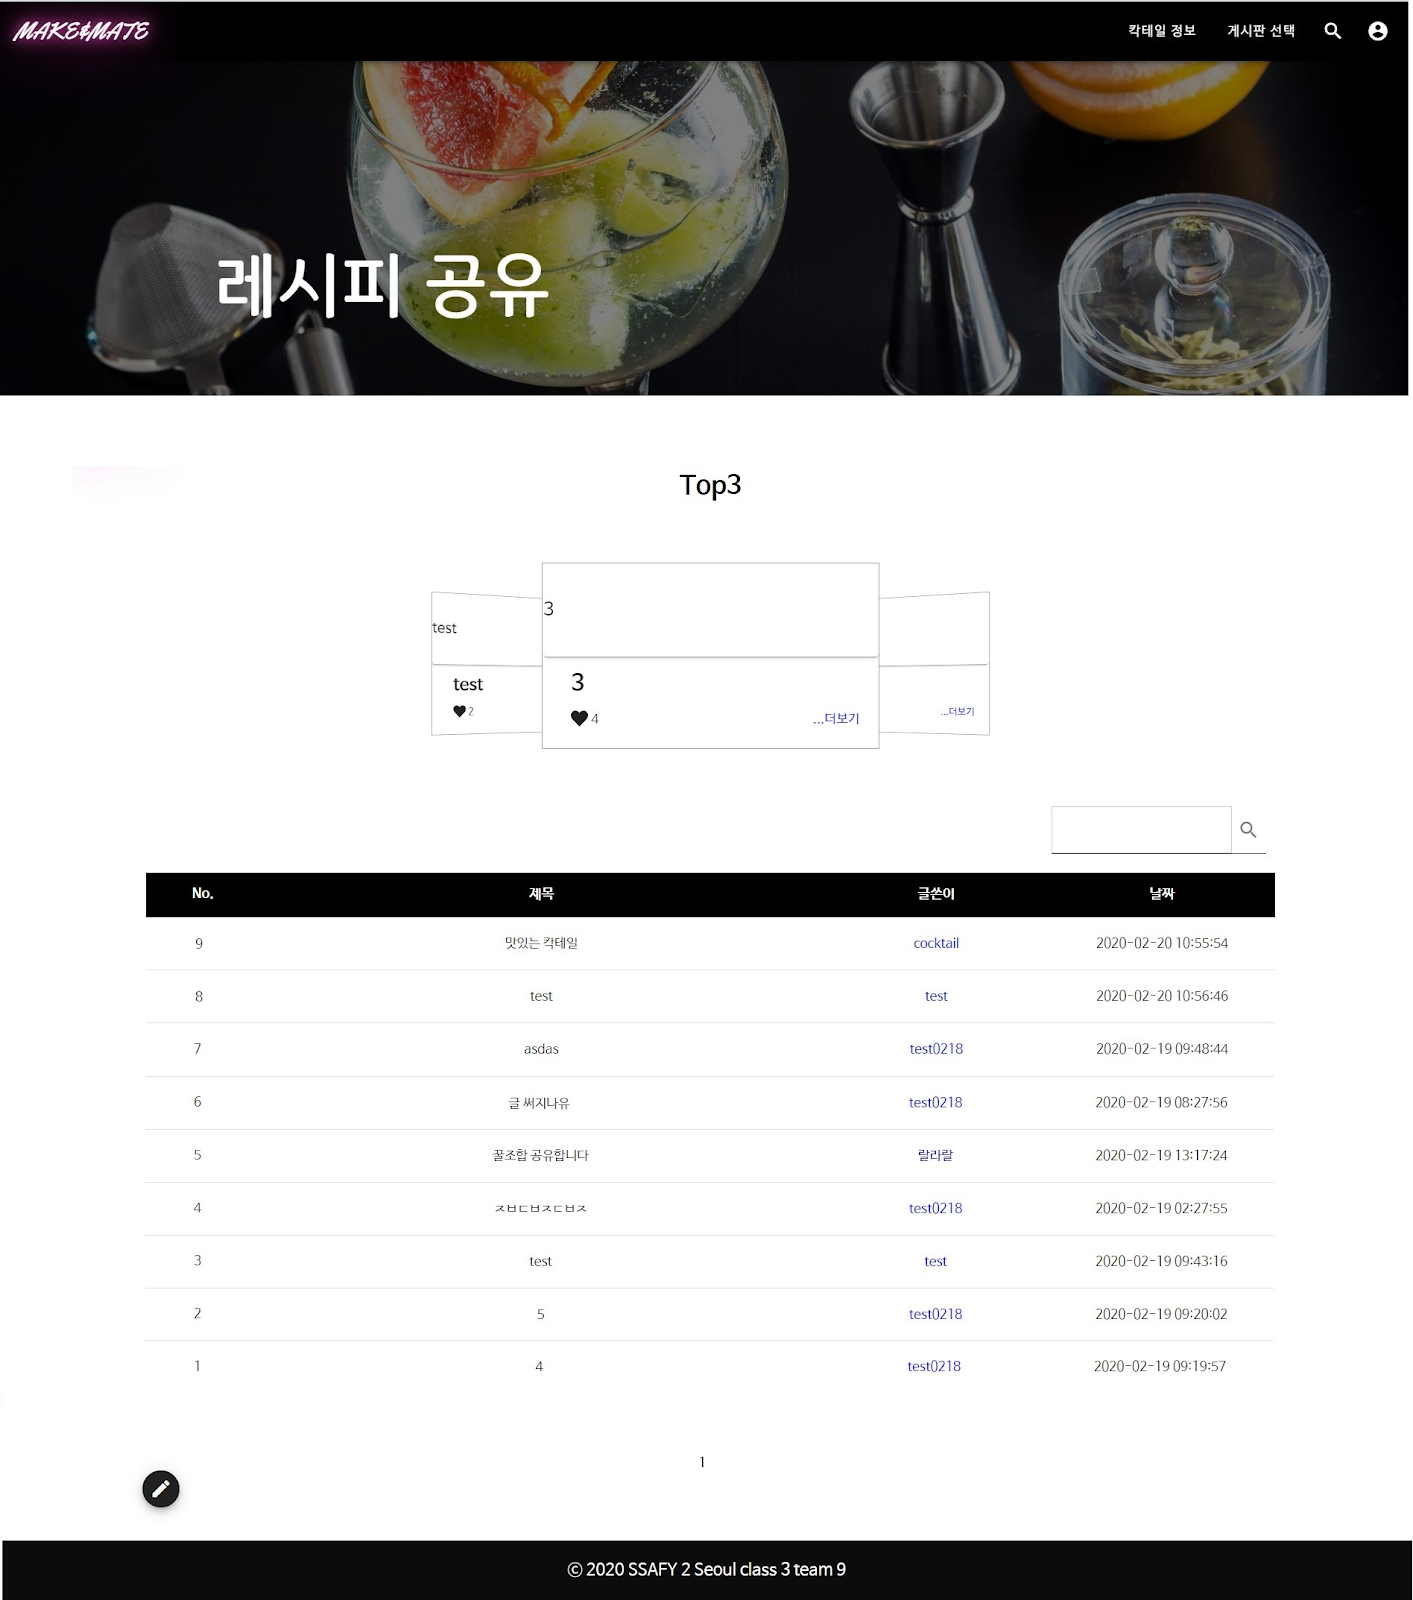 MAKE&MATE
칵테일 정보 게시판 선택
레시피 공유
Top3
test
3
test
2
3
4
...더보기
...더보기
No. 제목 글쓴이 날짜
9 맛있는 칵테일 cocktail 2020-02-20 10:55:54
8 test test 2020-02-20 10:56:46
7 asdas test0218 2020-02-19 09:48:44
6 글 써지나유 test0218 2020-02-19 08:27:56
5 꿀조합 공유합니다 랄라랄 2020-02-19 13:17:24
4 ㅈㅂㄷㅂㅈㄷㅂㅈ test0218 2020-02-19 02:27:55
3 test test 2020-02-19 09:43:16
2 5 test0218 2020-02-19 09:20:02
1 4 test0218 2020-02-19 09:19:57
1
© 2020 SSAFY 2 Seoul class 3 team 9